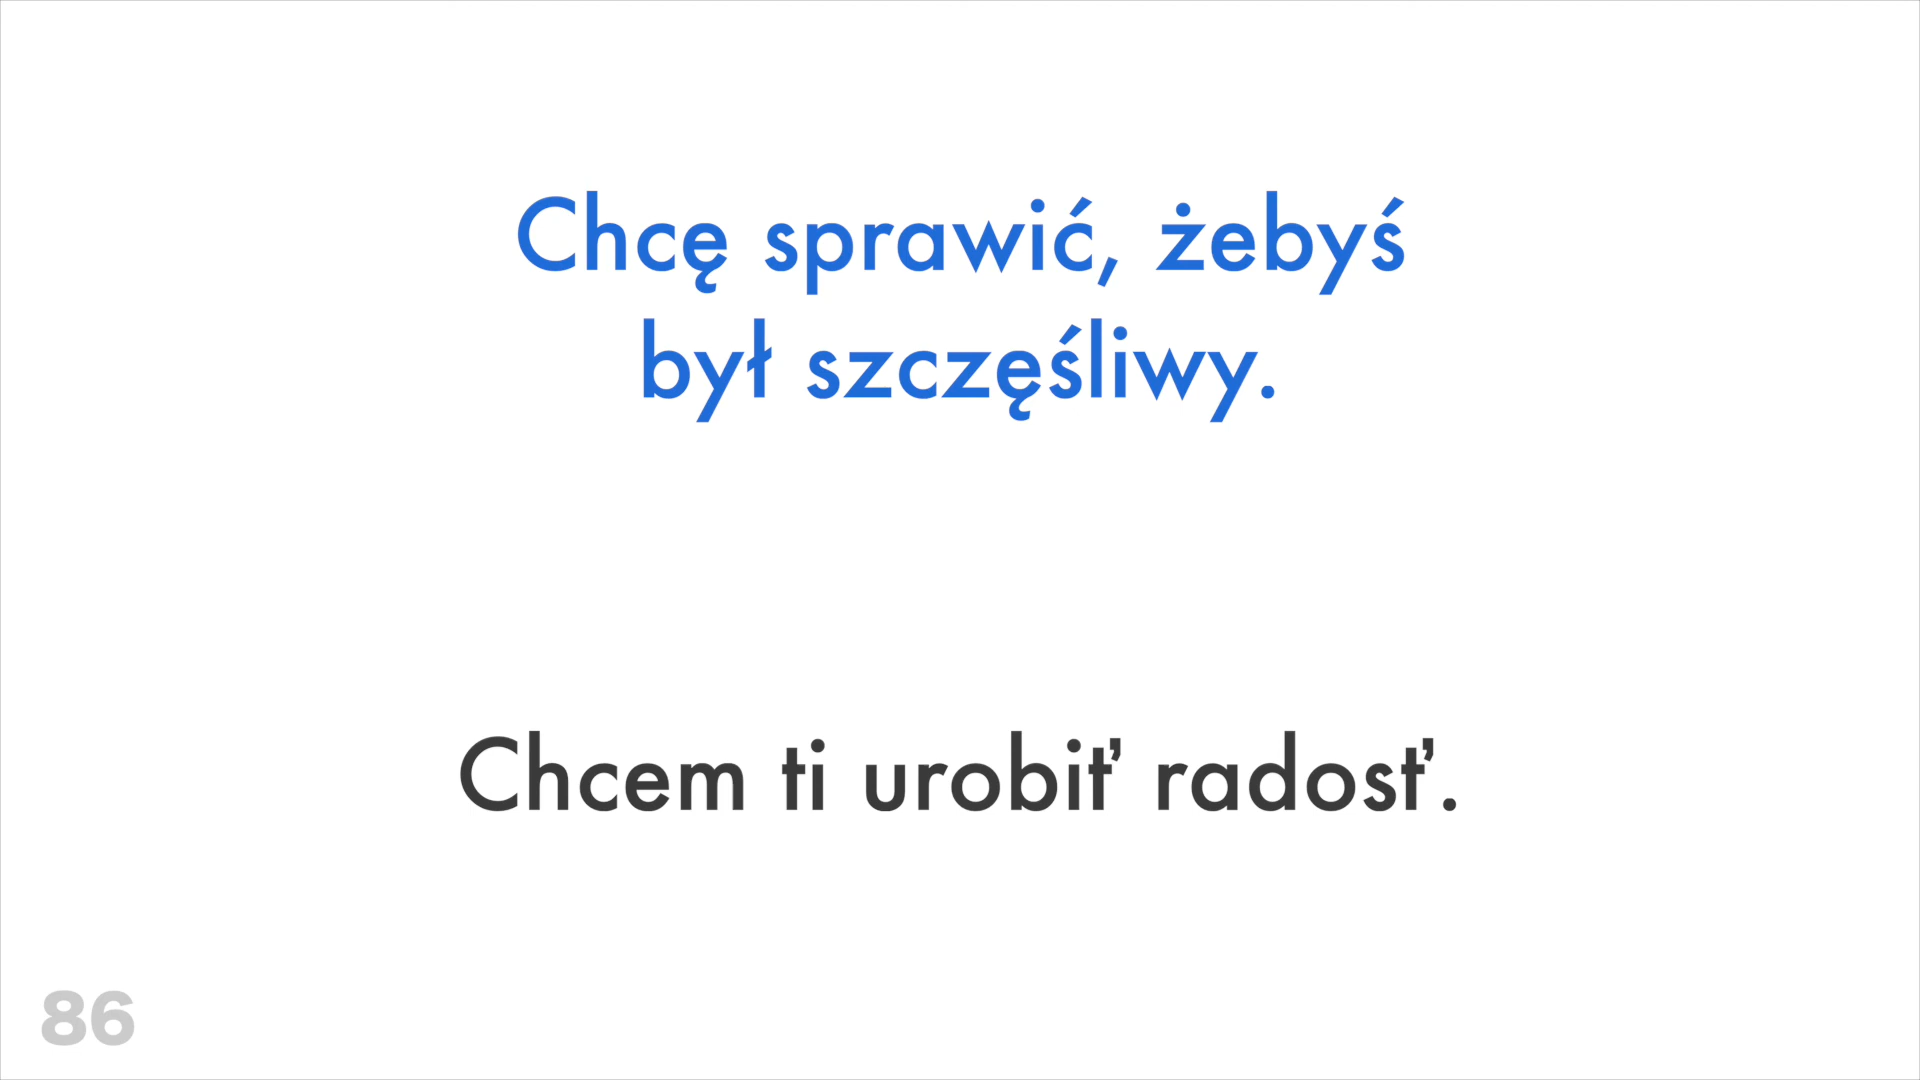 Chcę sprawić, żebyś
był szczęśliwy.
Chcem ti urobiť radosť.
86